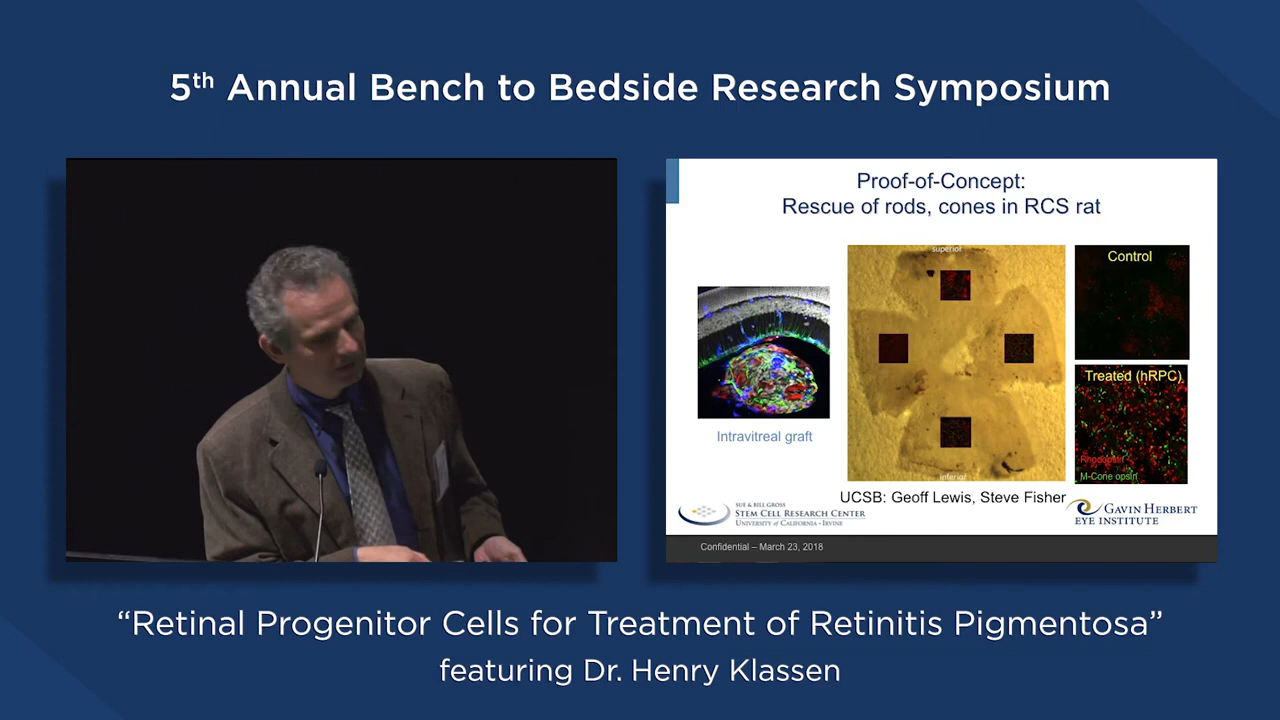 5th Annual Bench to Bedside Research Symposium
Proof-of-Concept:
Rescue of rods, cones in RCS rat
superior
Control
Treated (hRPC)
Rhodopsin
M-Cone opsin
Intravitreal graft
inferior
UCSB: Geoff Lewis, Steve Fisher
SUE & BILL GROSS
STEM CELL RESEARCH CENTER
UNIVERSITY OF CALIFORNIA · IRVINE
GAVIN HERBERT
EYE INSTITUTE
Confidential – March 23, 2018
“Retinal Progenitor Cells for Treatment of Retinitis Pigmentosa”
featuring Dr. Henry Klassen